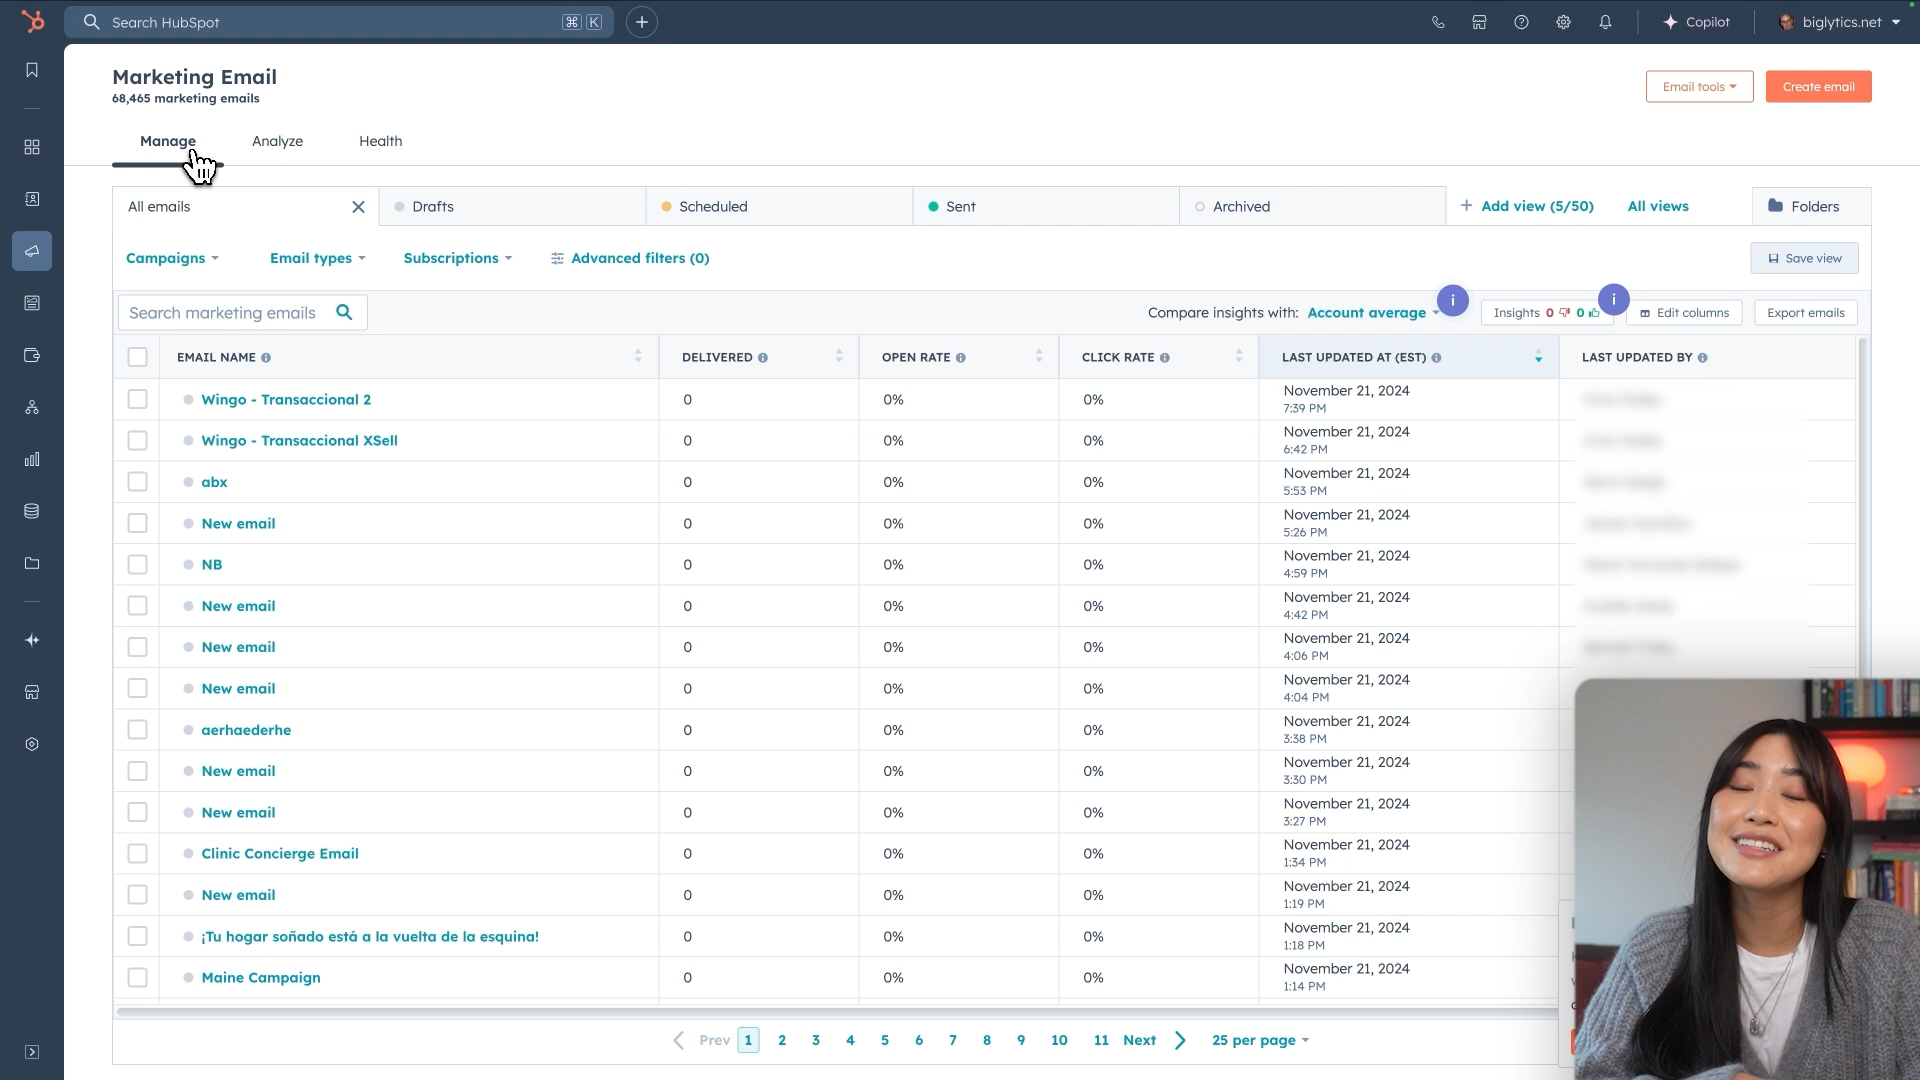 Search HubSpot ⌘ K
Copilot
biglytics.net
Marketing Email
68,465 marketing emails
Email tools
Create email
Manage
Analyze
Health
All emails
Drafts
Scheduled
Sent
Archived
+ Add view (5/50)
All views
Folders
Campaigns
Email types
Subscriptions
Advanced filters (0)
Save view
Search marketing emails
Compare insights with: Account average
i
Insights 0 0
i
Edit columns
Export emails
EMAIL NAME DELIVERED OPEN RATE CLICK RATE LAST UPDATED AT (EST) LAST UPDATED BY
Wingo - Transaccional 2 0 0% 0% November 21, 2024
7:39 PM
Wingo - Transaccional XSell 0 0% 0% November 21, 2024
6:42 PM
abx 0 0% 0% November 21, 2024
5:53 PM
New email 0 0% 0% November 21, 2024
5:26 PM
NB 0 0% 0% November 21, 2024
4:59 PM
New email 0 0% 0% November 21, 2024
4:42 PM
New email 0 0% 0% November 21, 2024
4:06 PM
New email 0 0% 0% November 21, 2024
4:04 PM
aerhaederhe 0 0% 0% November 21, 2024
3:38 PM
New email 0 0% 0% November 21, 2024
3:30 PM
New email 0 0% 0% November 21, 2024
3:27 PM
Clinic Concierge Email 0 0% 0% November 21, 2024
1:34 PM
New email 0 0% 0% November 21, 2024
1:19 PM
¡Tu hogar soñado está a la vuelta de la esquina! 0 0% 0% November 21, 2024
1:18 PM
Maine Campaign 0 0% 0% November 21, 2024
1:14 PM
Prev 1 2 3 4 5 6 7 8 9 10 11 Next 25 per page